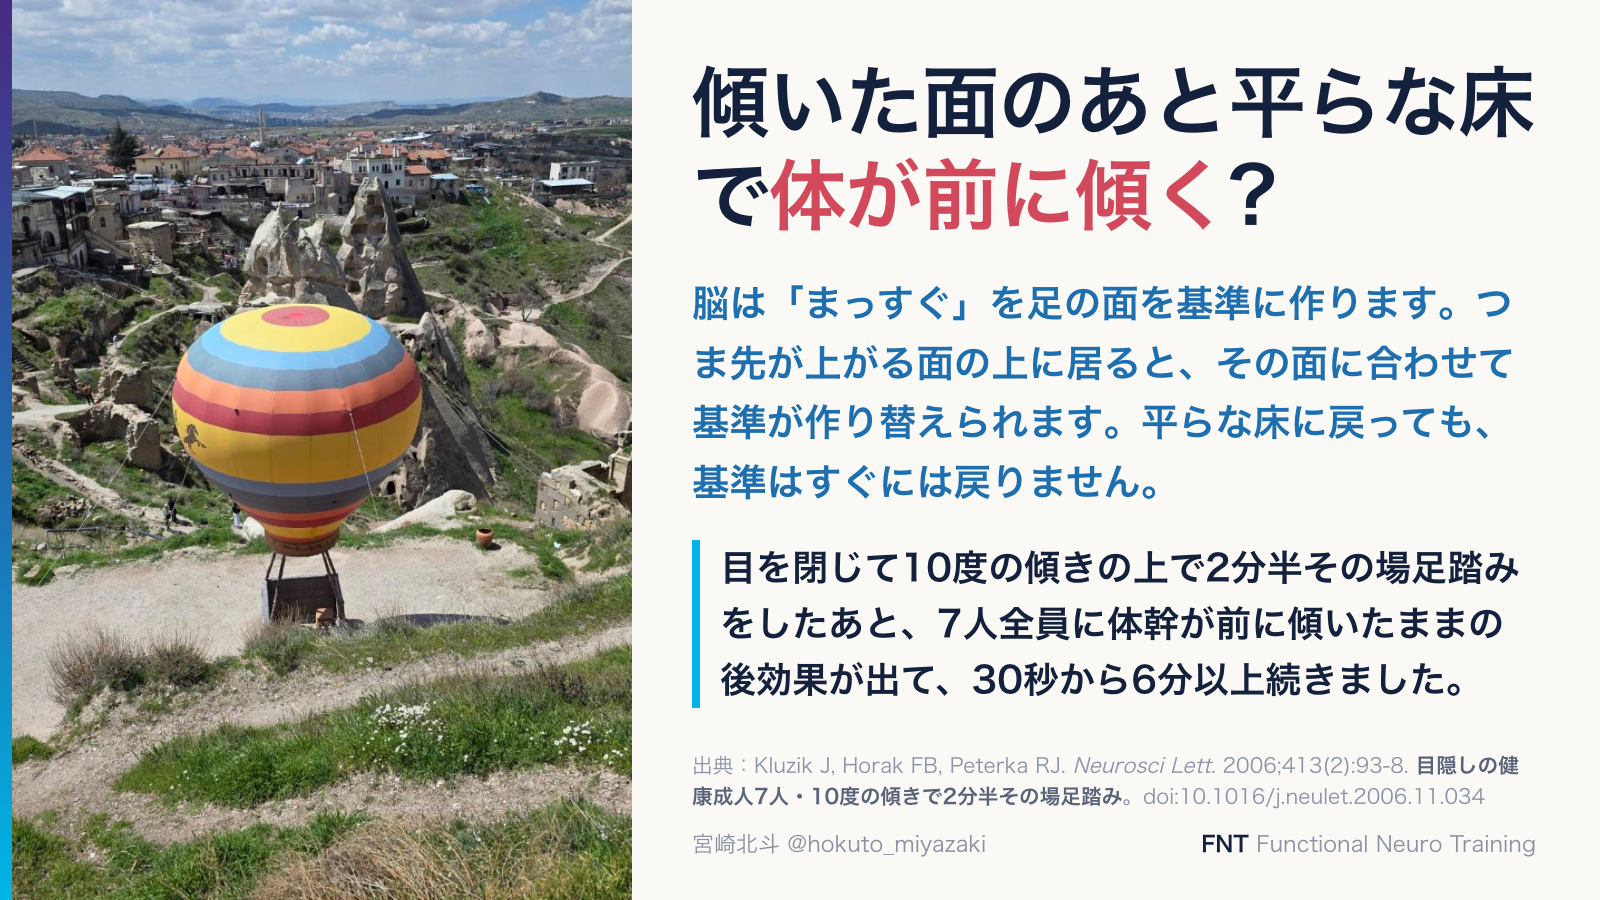 傾いた面のあと平らな床
で体が前に傾く?
脳は「まっすぐ」を足の面を基準に作ります。つ
ま先が上がる面の上に居ると、その面に合わせて
基準が作り替えられます。平らな床に戻っても、
基準はすぐには戻りません。
目を閉じて10度の傾きの上で2分半その場足踏み
をしたあと、7人全員に体幹が前に傾いたままの
後効果が出て、30秒から6分以上続きました。
出典：Kluzik J, Horak FB, Peterka RJ. Neurosci Lett. 2006;413(2):93-8. 目隠しの健
康成人7人・10度の傾きで2分半その場足踏み。doi:10.1016/j.neulet.2006.11.034
宮崎北斗 @hokuto_miyazaki
FNT Functional Neuro Training